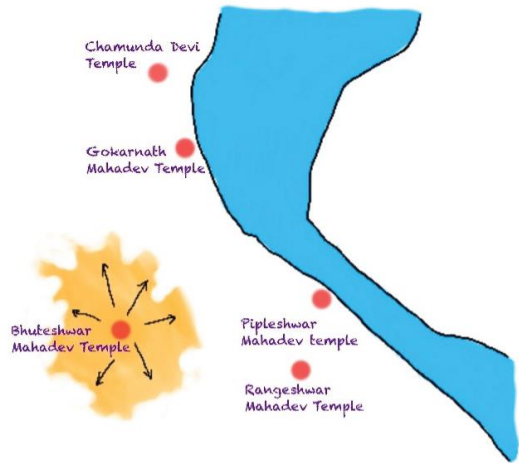 Chamunda Devi
Temple
Gokarnath
Mahadev Temple
Bhuteshwar
Mahadev Temple
Pipleshwar
Mahadev temple
Rangeshwar
Mahadev Temple